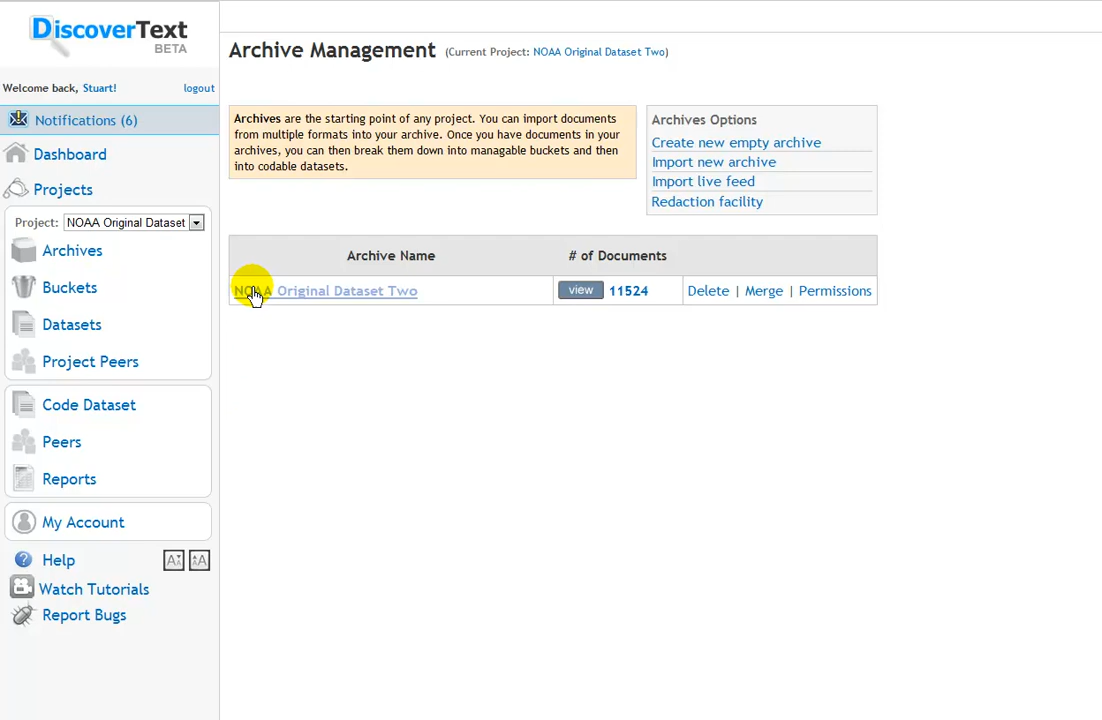 DiscoverText
BETA
Welcome back, Stuart! logout
Notifications (6)
Dashboard
Projects
Project: NOAA Original Dataset
Archives
Buckets
Datasets
Project Peers
Code Dataset
Peers
Reports
My Account
Help
Watch Tutorials
Report Bugs
Archive Management (Current Project: NOAA Original Dataset Two)
Archives are the starting point of any project. You can import documents
from multiple formats into your archive. Once you have documents in your
archives, you can then break them down into managable buckets and then
into codable datasets.
Archives Options
Create new empty archive
Import new archive
Import live feed
Redaction facility
Archive Name # of Documents
NOAA Original Dataset Two view 11524 Delete | Merge | Permissions